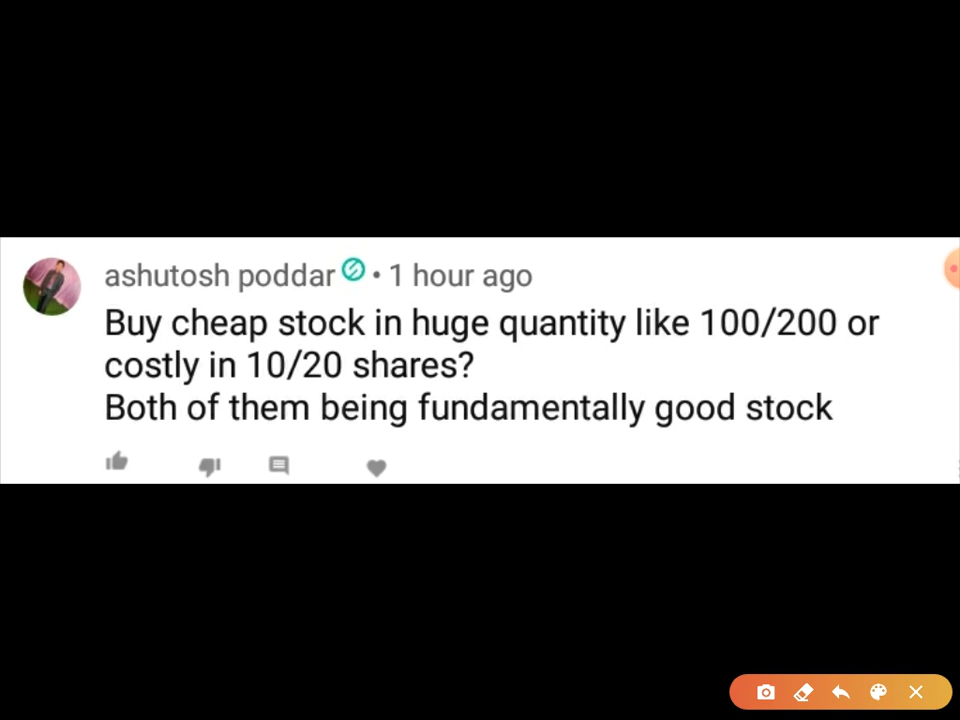 ashutosh poddar • 1 hour ago
Buy cheap stock in huge quantity like 100/200 or
costly in 10/20 shares?
Both of them being fundamentally good stock